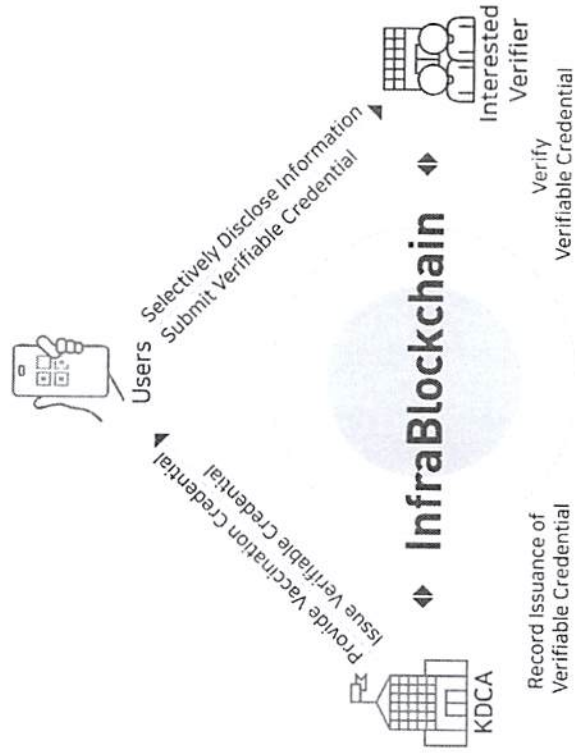 Users
Provide Vaccination Credential
Issue Verifiable Credential
Selectively Disclose Information
Submit Verifiable Credential
KDCA
InfraBlockchain
Interested
Verifier
Record Issuance of
Verifiable Credential
Verify
Verifiable Credential